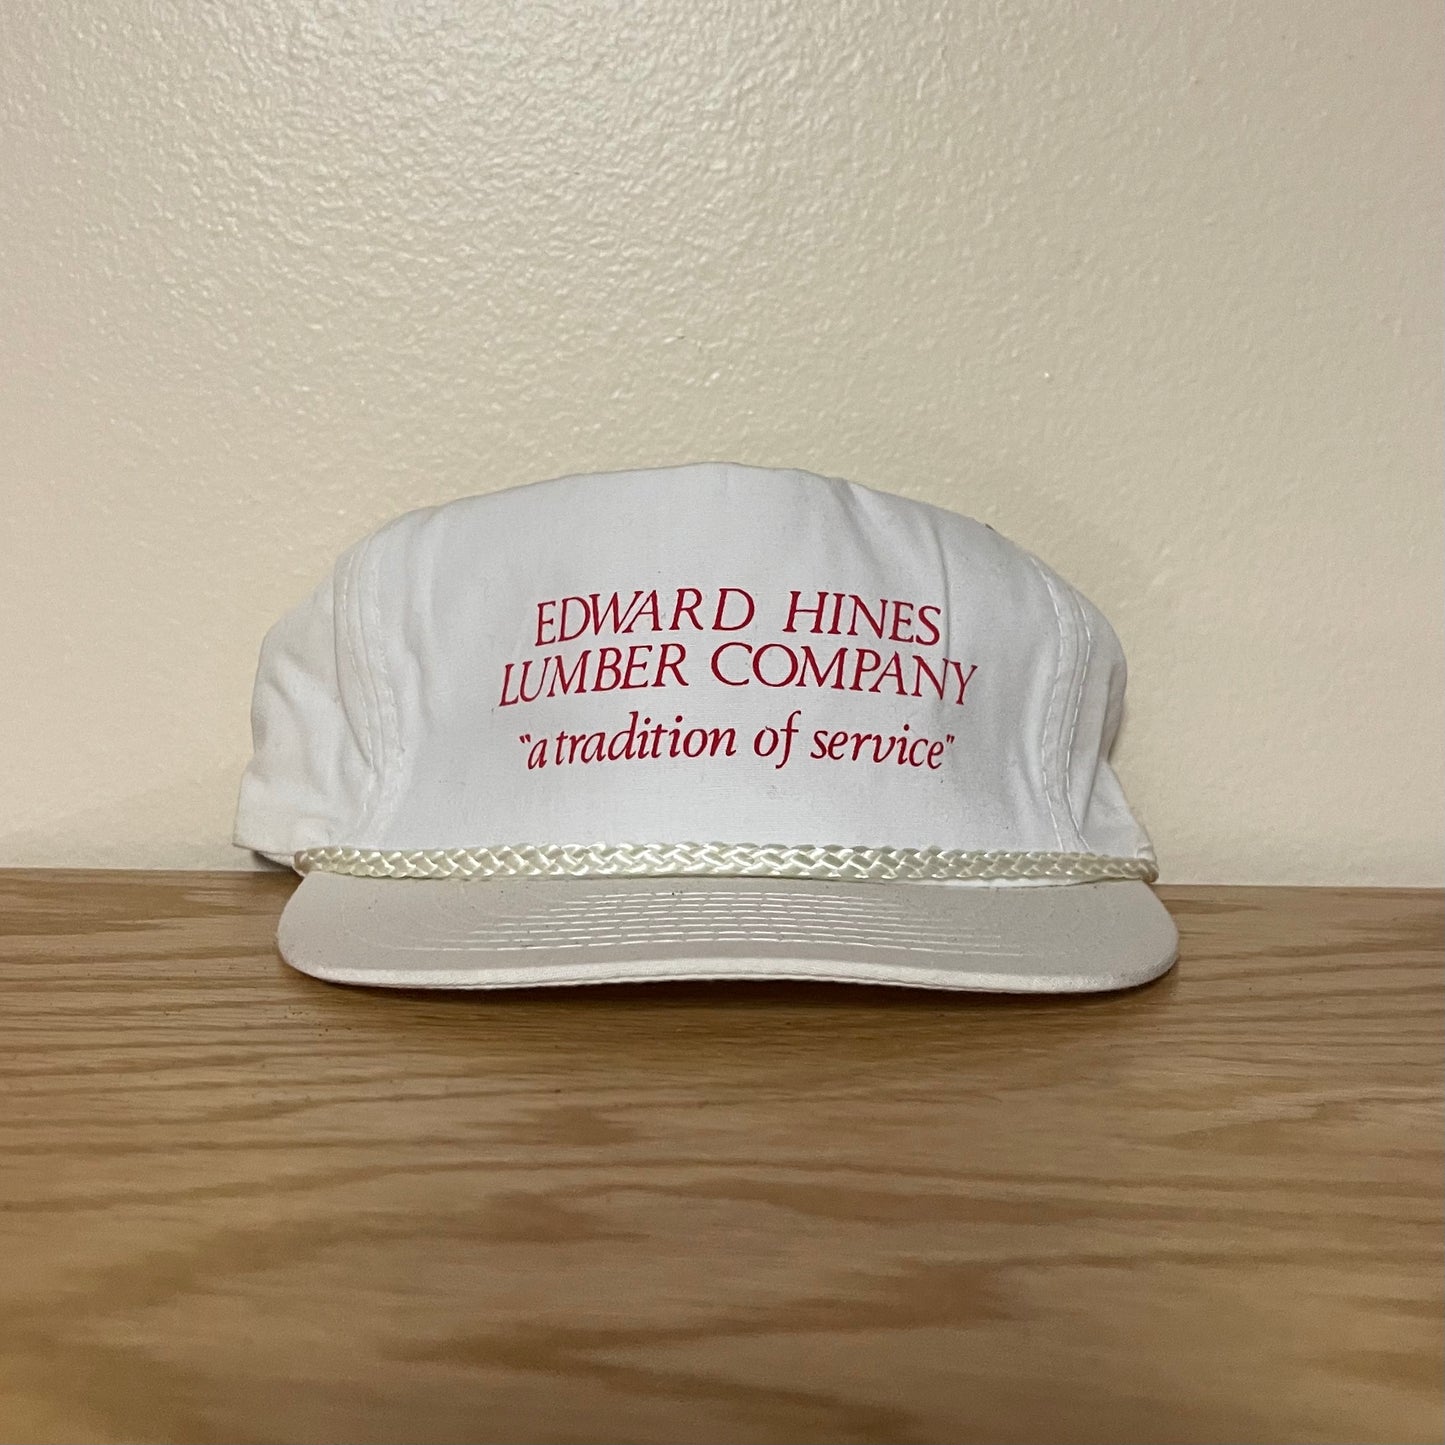 EDWARD HINES
LUMBER COMPANY
"a tradition of service"